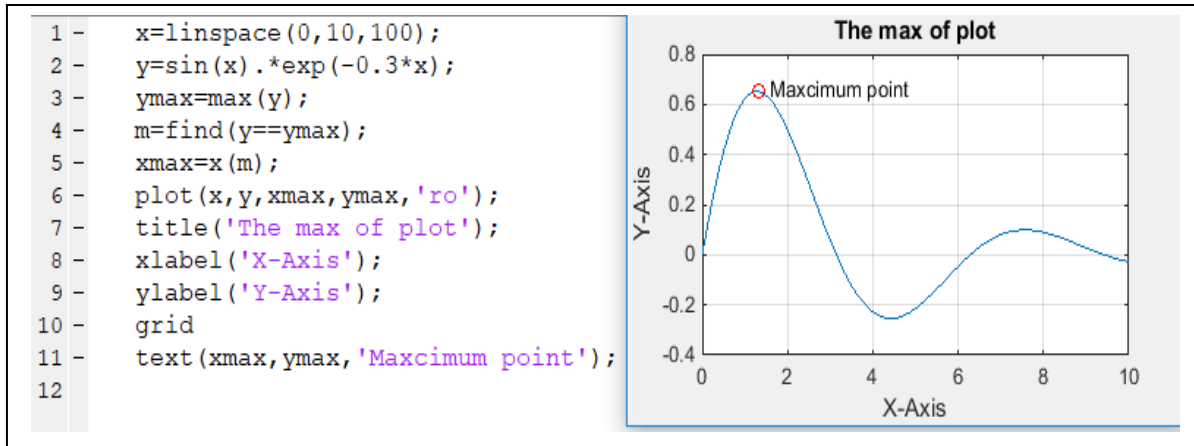 1 - x=linspace(0,10,100);
2 - y=sin(x).*exp(-0.3*x);
3 - ymax=max(y);
4 - m=find(y==ymax);
5 - xmax=x(m);
6 - plot(x,y,xmax,ymax,'ro');
7 - title('The max of plot');
8 - xlabel('X-Axis');
9 - ylabel('Y-Axis');
10 - grid
11 - text(xmax,ymax,'Maxcimum point');
12
The max of plot
0.8
Maxcimum point
0.6
0.4
0.2
0
-0.2
-0.4
Y-Axis
0 2 4 6 8 10
X-Axis